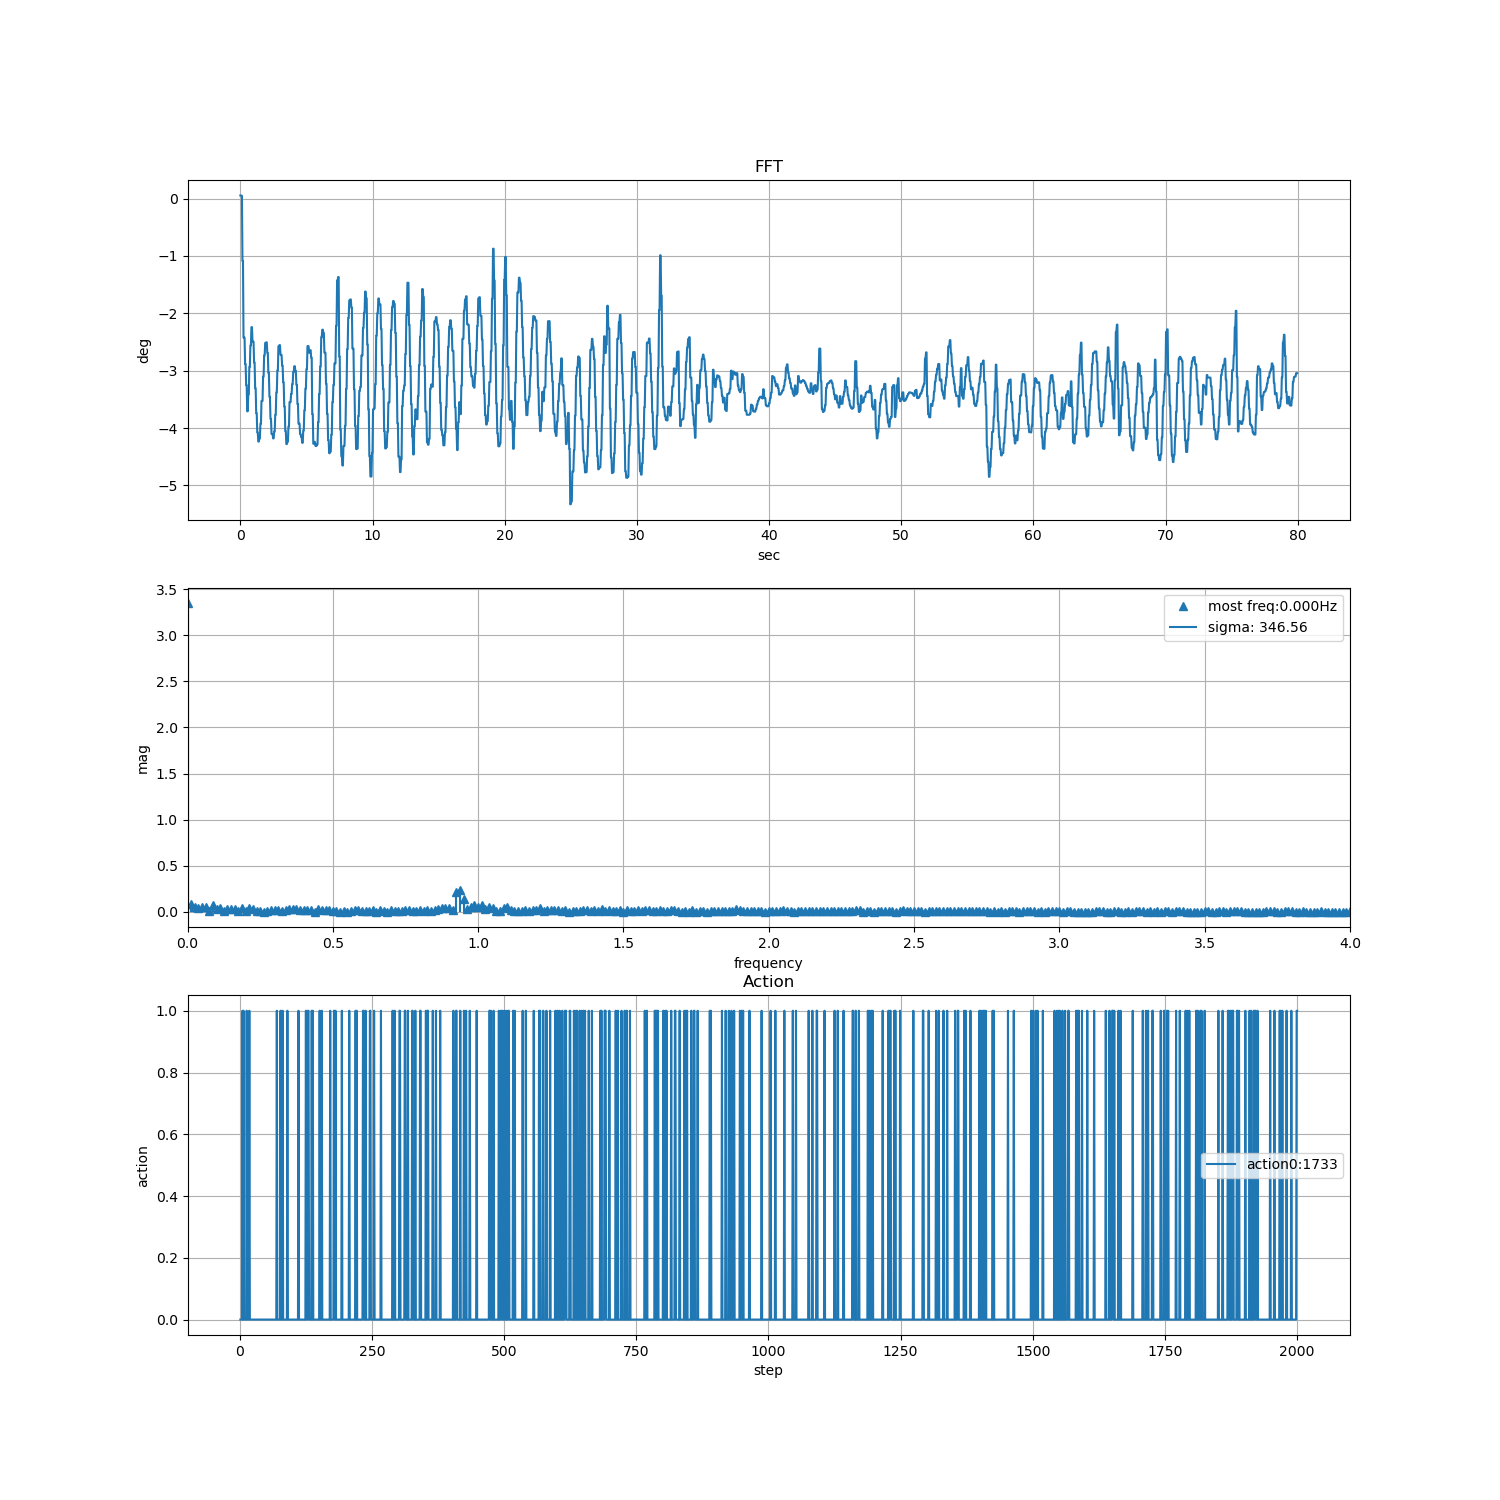 FFT
0
−1
−2
−3
−4
−5
deg
0 10 20 30 40 50 60 70 80
sec
3.5
3.0
2.5
2.0
1.5
1.0
0.5
0.0
mag
most freq:0.000Hz
sigma: 346.56
0.0 0.5 1.0 1.5 2.0 2.5 3.0 3.5 4.0
frequency
Action
1.0
0.8
0.6
0.4
0.2
0.0
action
action0:1733
0 250 500 750 1000 1250 1500 1750 2000
step